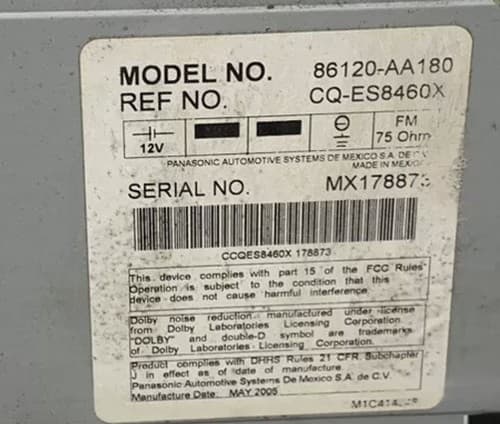 MODEL NO. 86120-AA180
REF NO. CQ-ES8460X
12V
FM
75 Ohm
PANASONIC AUTOMOTIVE SYSTEMS DE MEXICO S.A. DE
MADE IN MEXICO
SERIAL NO. MX178873
CCQES8460X 178873
This device complies with part 15 of the FCC Rules
Operation is subject to the condition that this
device does not cause harmful interference.
Dolby noise reduction manufactured under license
from Dolby Laboratories Licensing Corporation.
"DOLBY" and double-D symbol are trademarks
of Dolby Laboratories Licensing Corporation.
Product complies with DHHS Rules 21 CFR Subchapter
J in effect as of date of manufacture.
Panasonic Automotive Systems De Mexico S.A. de C.V.
Manufacture Date: MAY 2005